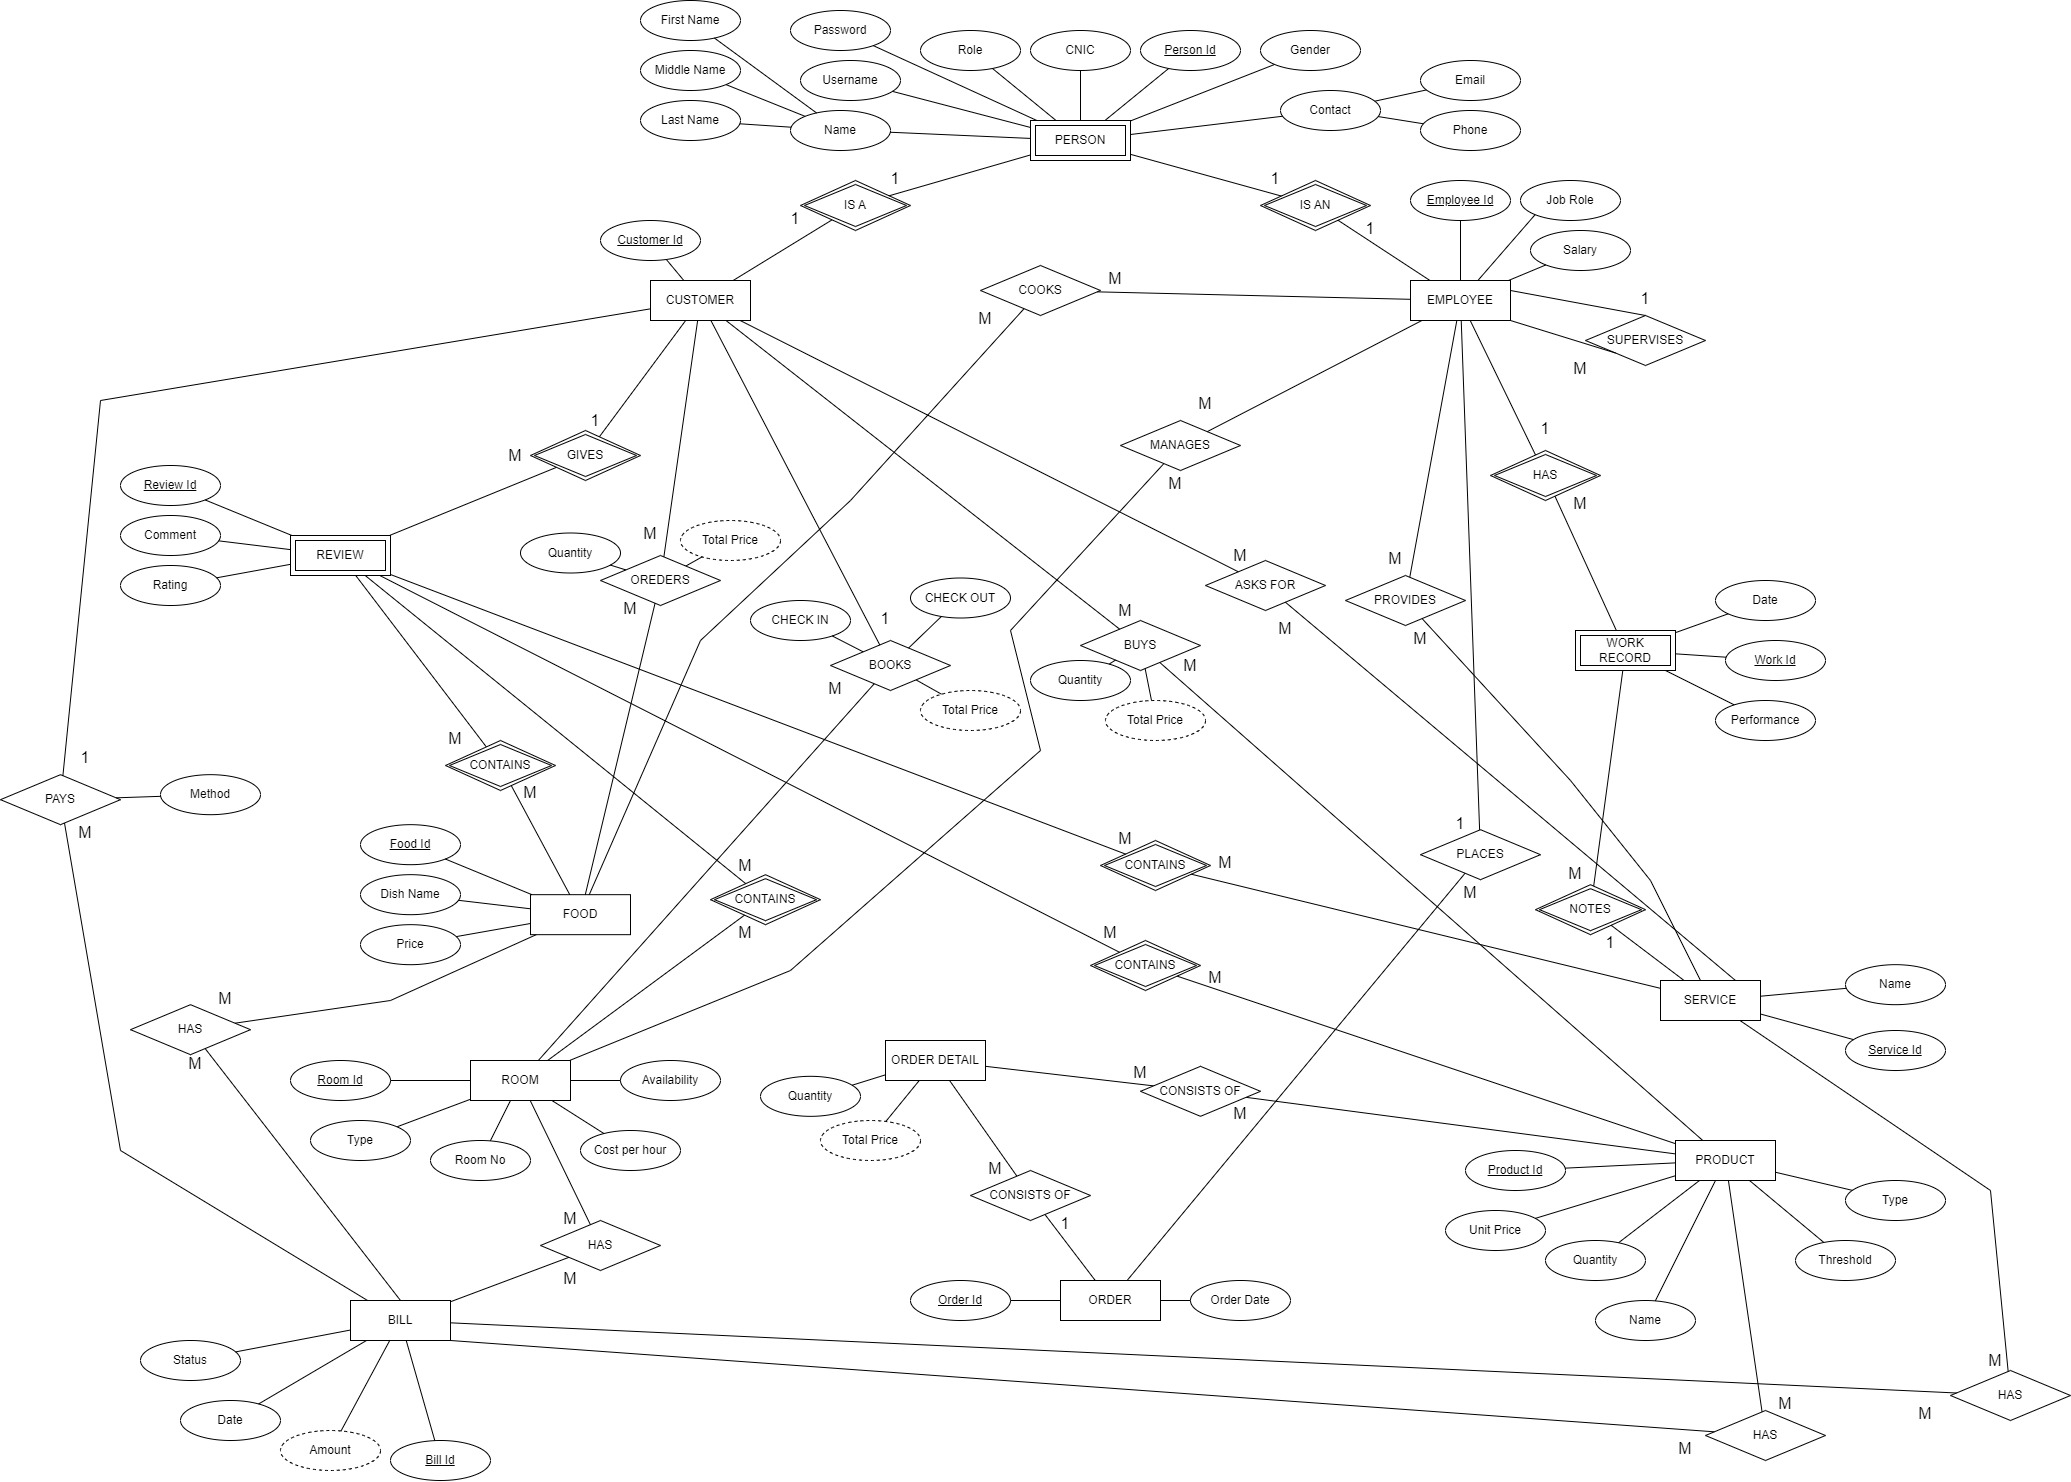 First Name
Password
Role
CNIC
Person Id
Gender
Middle Name
Username
Email
Contact
Last Name
Name
Phone
PERSON
1
1
IS A
IS AN
Employee Id
Job Role
1
1
Customer Id
Salary
COOKS
M
CUSTOMER
EMPLOYEE
1
M
SUPERVISES
M
M
1
M
GIVES
MANAGES
1
HAS
M
M
Review Id
Comment
M
Quantity
Total Price
REVIEW
M
M
Rating
OREDERS
ASKS FOR
PROVIDES
M
CHECK IN
CHECK OUT
1
M
M
M
Date
BUYS
M
WORK
RECORD
BOOKS
M
Quantity
Work Id
Total Price
Total Price
Performance
M
1
CONTAINS
M
PAYS
Method
M
1
Food Id
M
M
M
CONTAINS
PLACES
Dish Name
CONTAINS
M
M
FOOD
M
NOTES
Price
M
1
CONTAINS
M
M
HAS
M
SERVICE
Name
Service Id
ORDER DETAIL
Room Id
ROOM
Availability
Quantity
M
CONSISTS OF
M
Type
Room No
Cost per hour
Total Price
M
CONSISTS OF
1
PRODUCT
Product Id
Type
Unit Price
Quantity
Threshold
Name
M
HAS
M
Order Id
ORDER
Order Date
BILL
Status
Date
Amount
Bill Id
M
HAS
M
M
HAS
M